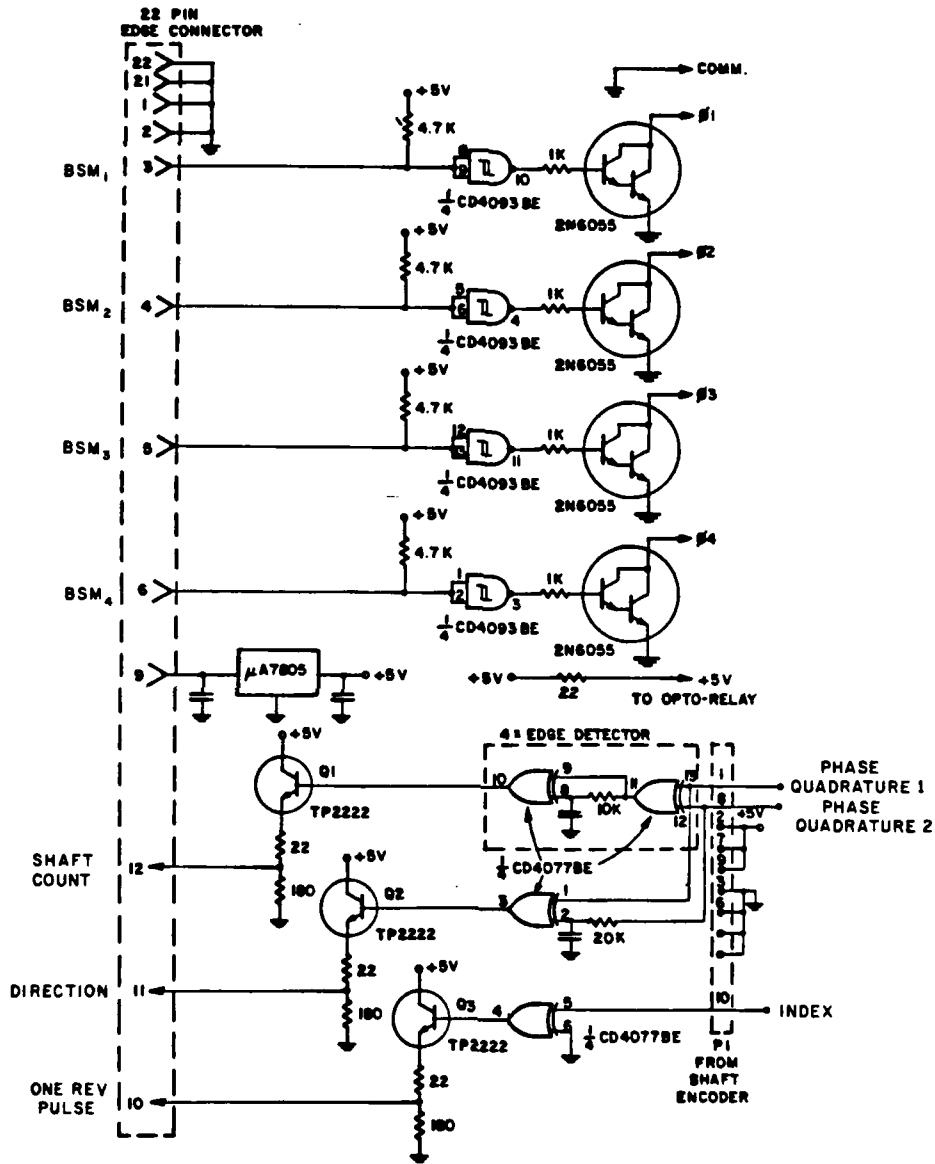 22 PIN
EDGE CONNECTOR
22
21
1
2
COMM.
+5V
4.7K
Ø1
BSM1
3
8
9
10
1K
1/4 CD4093BE
2N6055
+5V
4.7K
Ø2
BSM2
4
5
6
4
1K
1/4 CD4093BE
2N6055
+5V
4.7K
Ø3
BSM3
5
12
11
1K
1/4 CD4093BE
2N6055
+5V
4.7K
Ø4
BSM4
6
1
2
3
1K
1/4 CD4093BE
2N6055
9
µA7805
+5V
+5V
22
+5V
TO OPTO-RELAY
4X EDGE DETECTOR
+5V
Q1
TP2222
10
9
8
10K
11
13
12
1
PHASE
QUADRATURE 1
8
PHASE
QUADRATURE 2
2
+5V
7
9
3
6
1/4 CD4077BE
22
SHAFT
COUNT
12
180
+5V
Q2
TP2222
3
1
2
20K
22
DIRECTION
11
180
+5V
Q3
TP2222
4
5
6
1/4 CD4077BE
10
INDEX
22
ONE REV
PULSE
10
180
P1
FROM
SHAFT
ENCODER